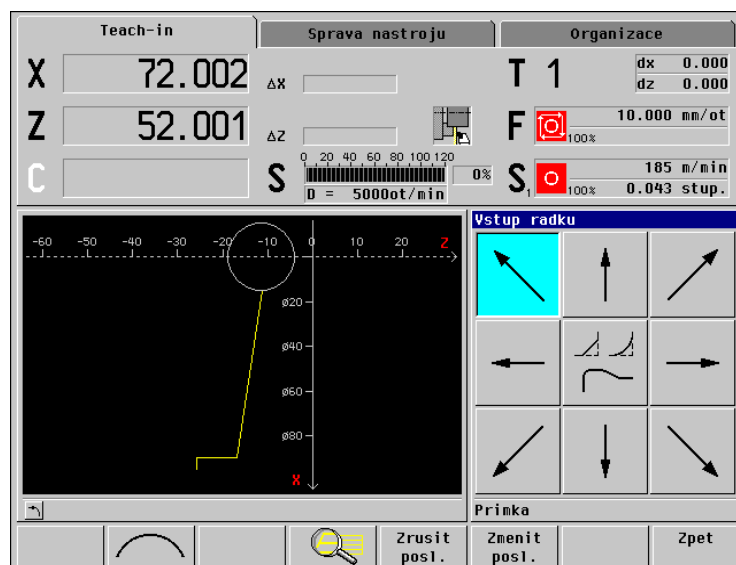 Teach-in Sprava nastroju Organizace
X 72.002 ΔX T 1 dx 0.000
dz 0.000
Z 52.001 ΔZ F 100% 10.000 mm/ot
C S 0 20 40 60 80 100 120 0% S1 100% 185 m/min
D = 5000ot/min 0.043 stup.
Vstup radku
-60 -50 -40 -30 -20 -10 0 10 20 Z
ø20
ø40
ø60
ø80
X
Primka
Zrusit posl. Zmenit posl. Zpet